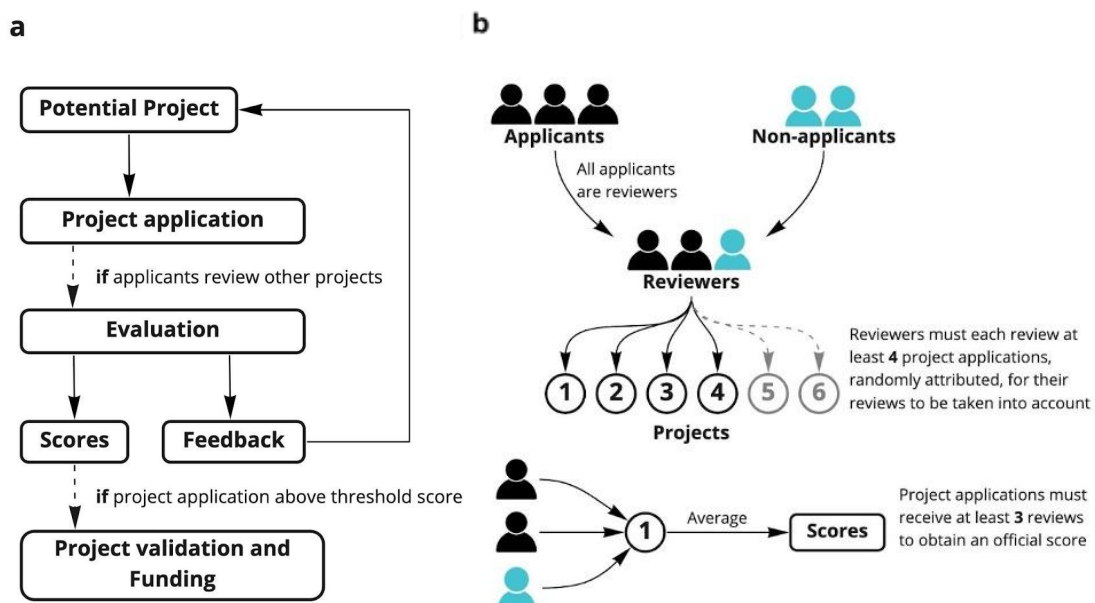 a
Potential Project
Project application
if applicants review other projects
Evaluation
Scores
Feedback
if project application above threshold score
Project validation and
Funding
b
Applicants
Non-applicants
All applicants
are reviewers
Reviewers
1
2
3
4
5
6
Projects
Reviewers must each review at
least 4 project applications,
randomly attributed, for their
reviews to be taken into account
1
Average
Scores
Project applications must
receive at least 3 reviews
to obtain an official score